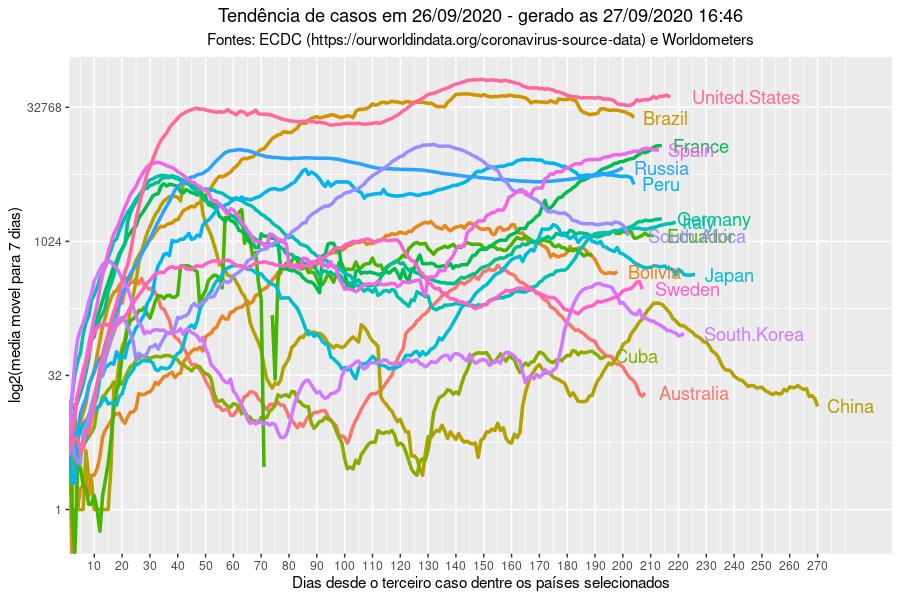 Tendência de casos em 26/09/2020 - gerado as 27/09/2020 16:46
Fontes: ECDC (https://ourworldindata.org/coronavirus-source-data) e Worldometers
log2(media movel para 7 dias)
32768
1024
32
1
United.States
Brazil
France
Spain
Russia
Peru
Germany
Italy
Ecuador
South.Africa
Bolivia
Japan
Sweden
South.Korea
Cuba
Australia
China
10 20 30 40 50 60 70 80 90 100 110 120 130 140 150 160 170 180 190 200 210 220 230 240 250 260 270
Dias desde o terceiro caso dentre os países selecionados